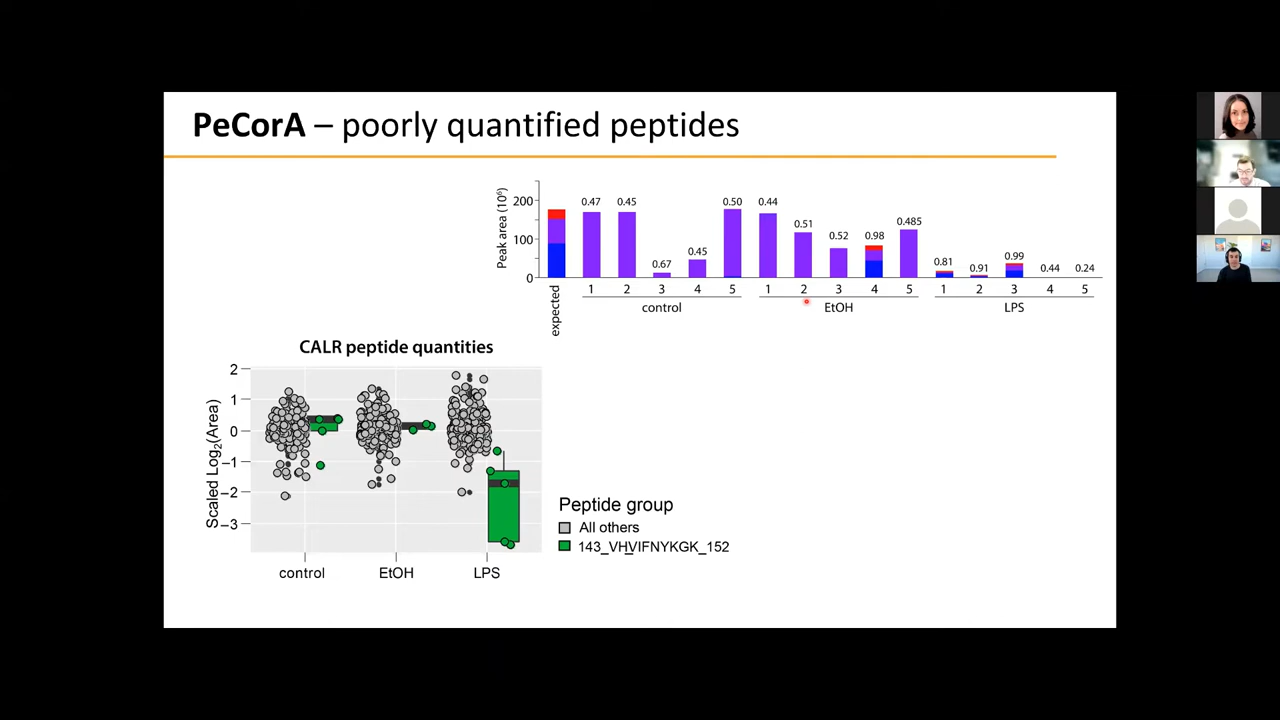 PeCorA – poorly quantified peptides
Peak area (10⁶)
200
100
0
expected
0.47 0.45 0.67 0.45 0.50 0.44 0.51 0.52 0.98 0.485 0.81 0.91 0.99 0.44 0.24
1 2 3 4 5 1 2 3 4 5 1 2 3 4 5
control EtOH LPS
CALR peptide quantities
Scaled Log₂(Area)
2
1
0
−1
−2
−3
control EtOH LPS
Peptide group
All others
143_VHVIFNYKGK_152